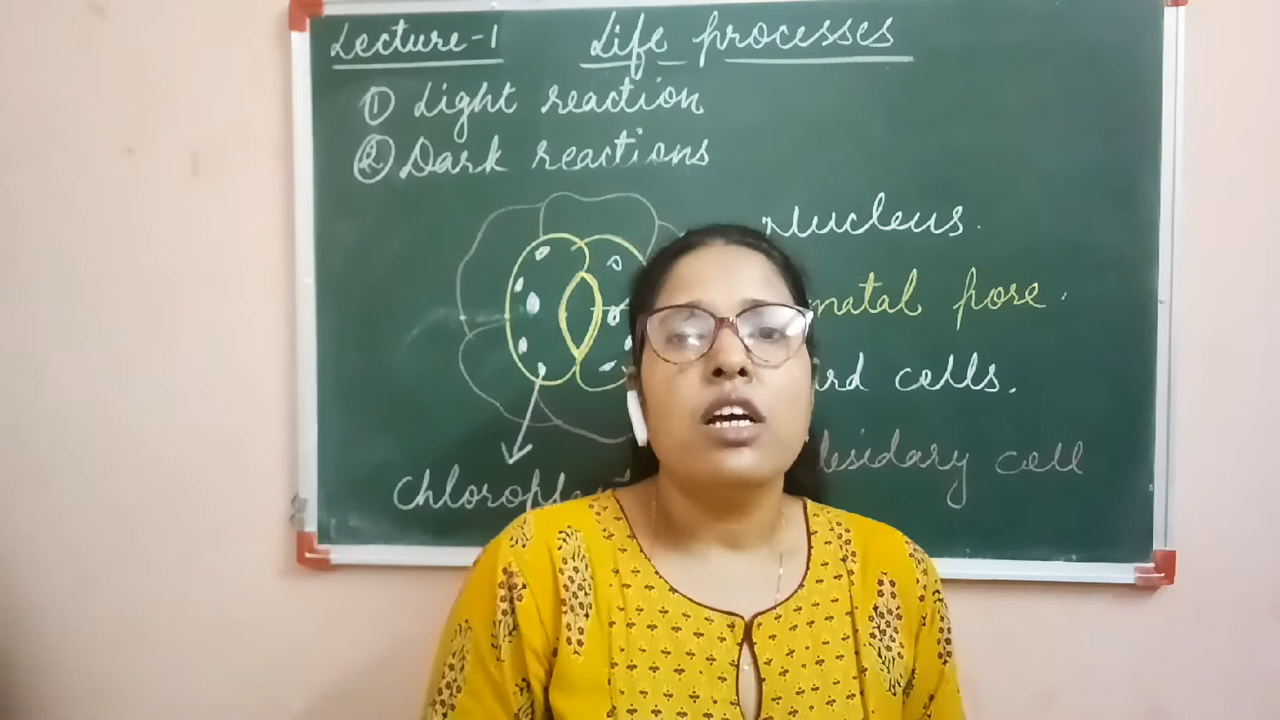 Lecture-1 Life processes
① Light reaction
② Dark reactions
Nucleus.
pore.
cells.
cell